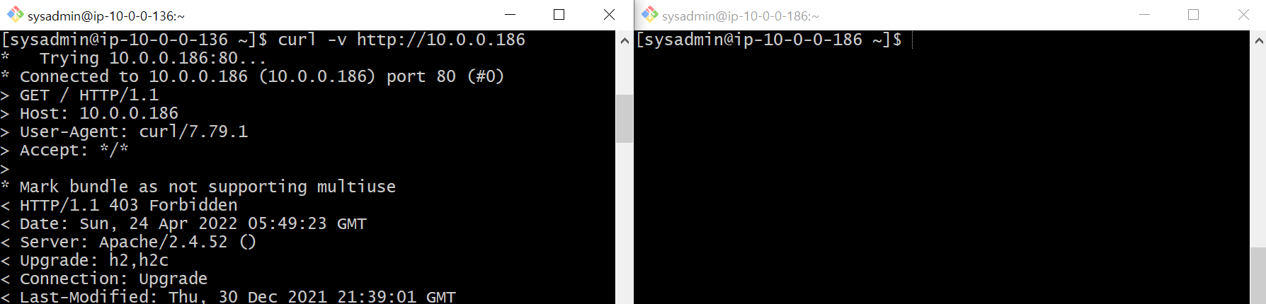 sysadmin@ip-10-0-0-136:~
[sysadmin@ip-10-0-0-136 ~]$ curl -v http://10.0.0.186
*   Trying 10.0.0.186:80...
* Connected to 10.0.0.186 (10.0.0.186) port 80 (#0)
> GET / HTTP/1.1
> Host: 10.0.0.186
> User-Agent: curl/7.79.1
> Accept: */*
>
* Mark bundle as not supporting multiuse
< HTTP/1.1 403 Forbidden
< Date: Sun, 24 Apr 2022 05:49:23 GMT
< Server: Apache/2.4.52 ()
< Upgrade: h2,h2c
< Connection: Upgrade
< Last-Modified: Thu, 30 Dec 2021 21:39:01 GMT
sysadmin@ip-10-0-0-186:~
[sysadmin@ip-10-0-0-186 ~]$